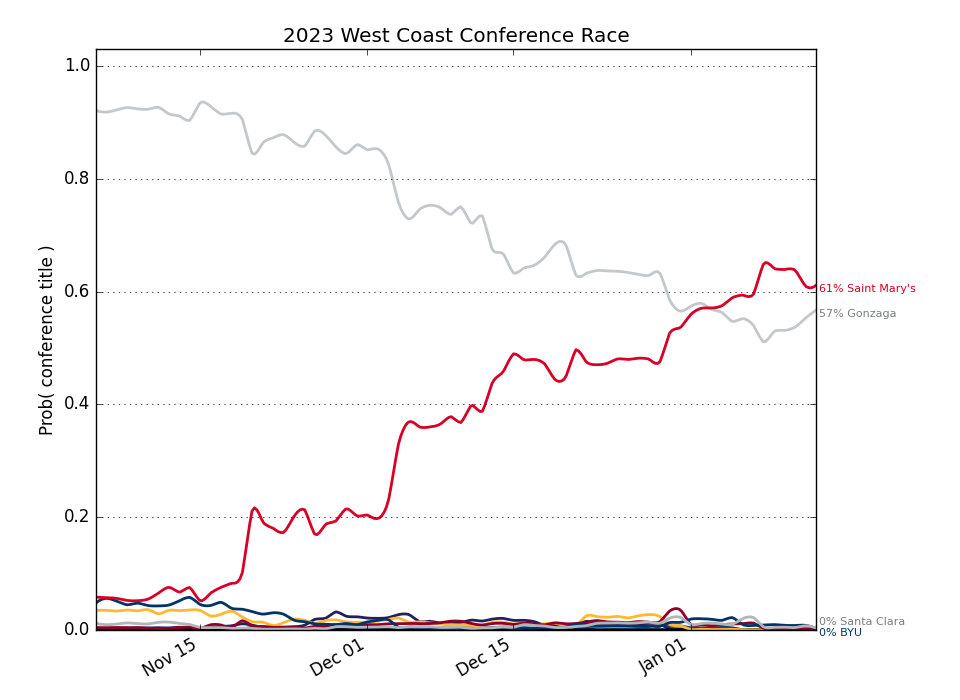 2023 West Coast Conference Race
Prob( conference title )
1.0
0.8
0.6
0.4
0.2
0.0
61% Saint Mary's
57% Gonzaga
0% Santa Clara
0% BYU
Nov 15
Dec 01
Dec 15
Jan 01